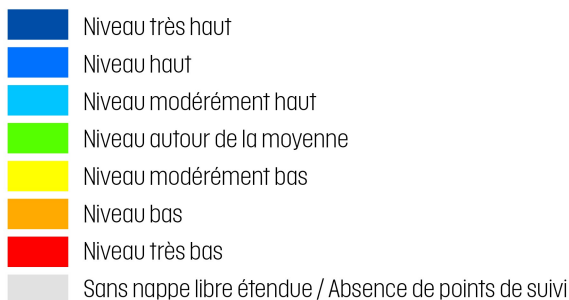 Niveau très haut
Niveau haut
Niveau modérément haut
Niveau autour de la moyenne
Niveau modérément bas
Niveau bas
Niveau très bas
Sans nappe libre étendue / Absence de points de suivi